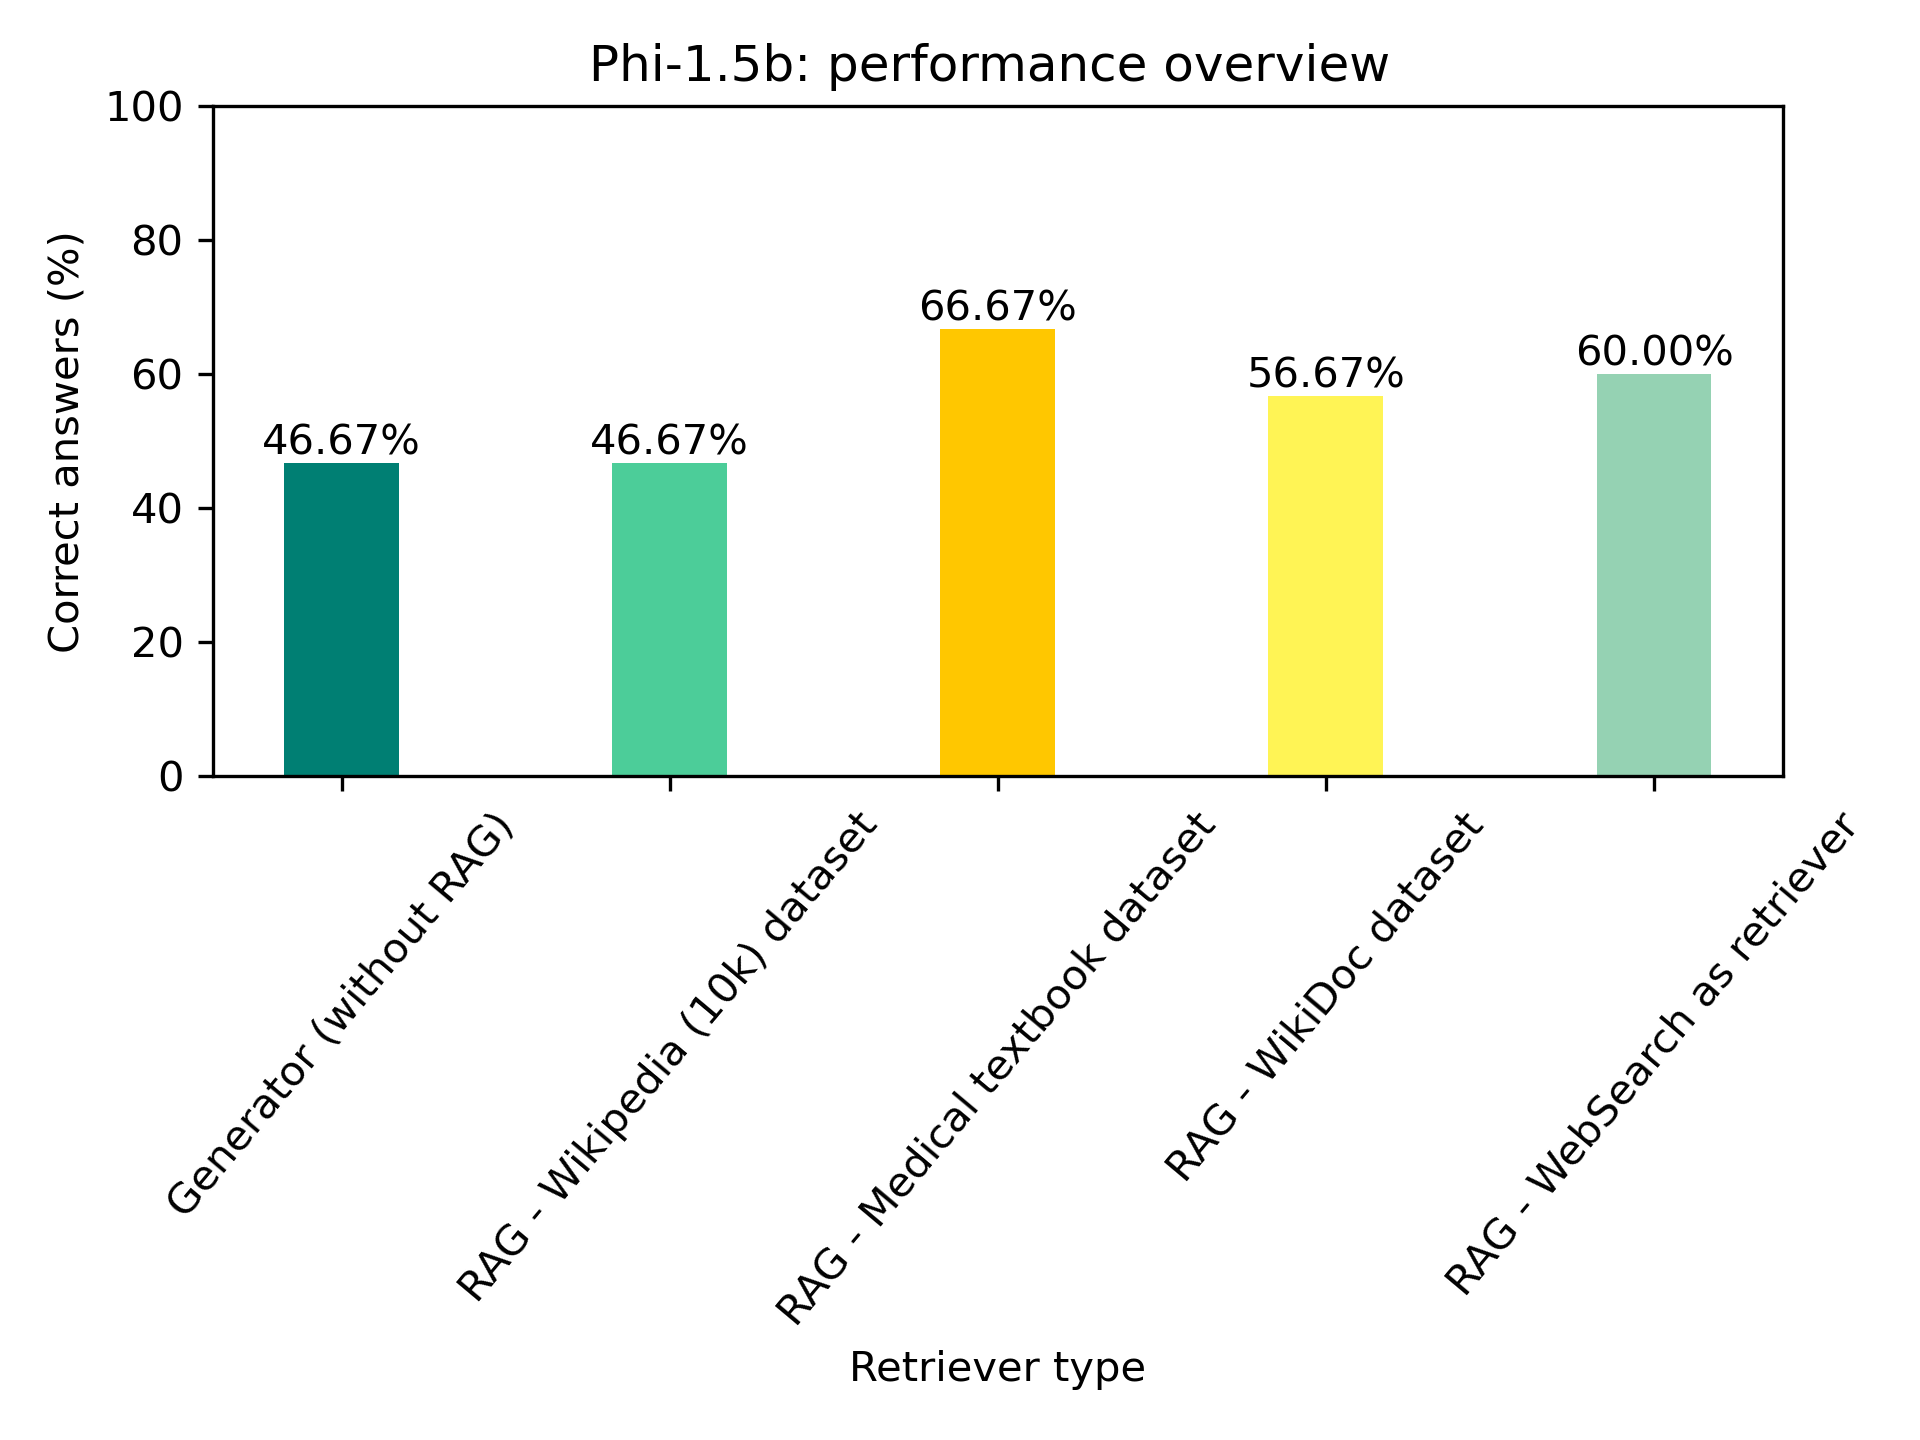 Phi-1.5b: performance overview
Correct answers (%)
100
80
60
40
20
0
46.67%
46.67%
66.67%
56.67%
60.00%
Generator (without RAG)
RAG - Wikipedia (10k) dataset
RAG - Medical textbook dataset
RAG - WikiDoc dataset
RAG - WebSearch as retriever
Retriever type